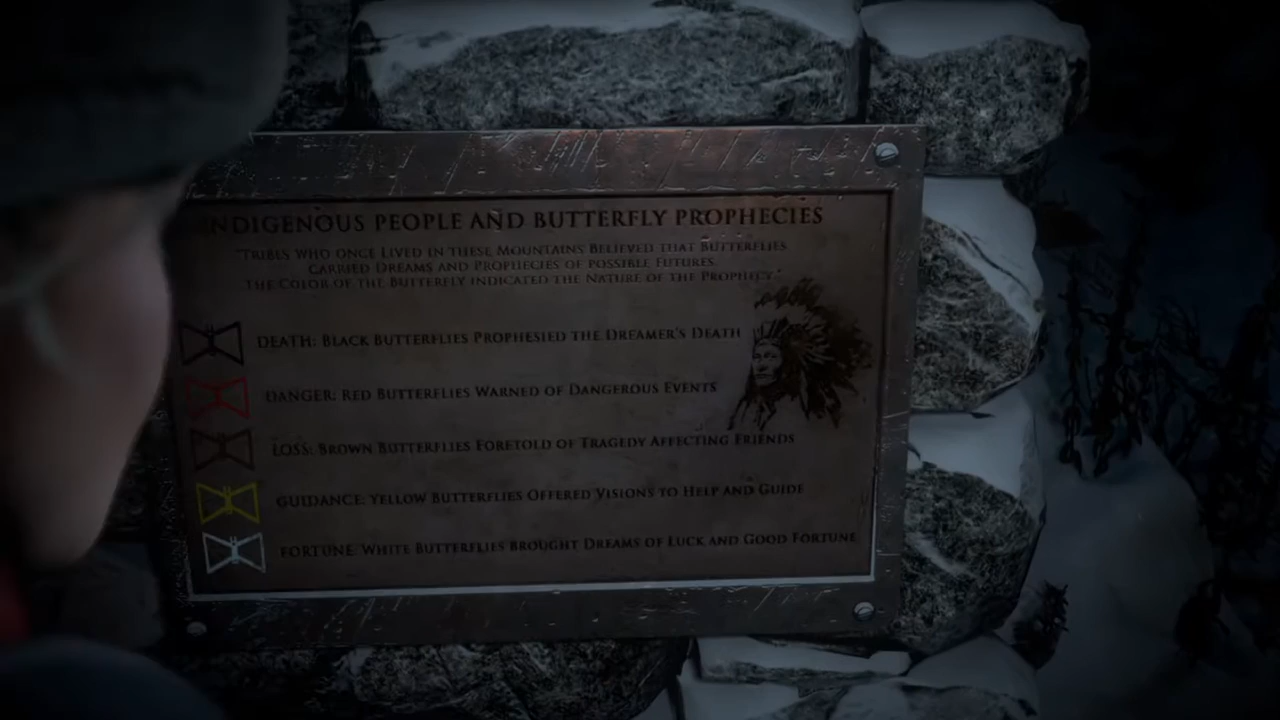 INDIGENOUS PEOPLE AND BUTTERFLY PROPHECIES
"TRIBES WHO ONCE LIVED IN THESE MOUNTAINS BELIEVED THAT BUTTERFLIES
CARRIED DREAMS AND PROPHECIES OF POSSIBLE FUTURES.
THE COLOR OF THE BUTTERFLY INDICATED THE NATURE OF THE PROPHECY."
DEATH: BLACK BUTTERFLIES PROPHESIED THE DREAMER'S DEATH
DANGER: RED BUTTERFLIES WARNED OF DANGEROUS EVENTS
LOSS: BROWN BUTTERFLIES FORETOLD OF TRAGEDY AFFECTING FRIENDS
GUIDANCE: YELLOW BUTTERFLIES OFFERED VISIONS TO HELP AND GUIDE
FORTUNE: WHITE BUTTERFLIES BROUGHT DREAMS OF LUCK AND GOOD FORTUNE